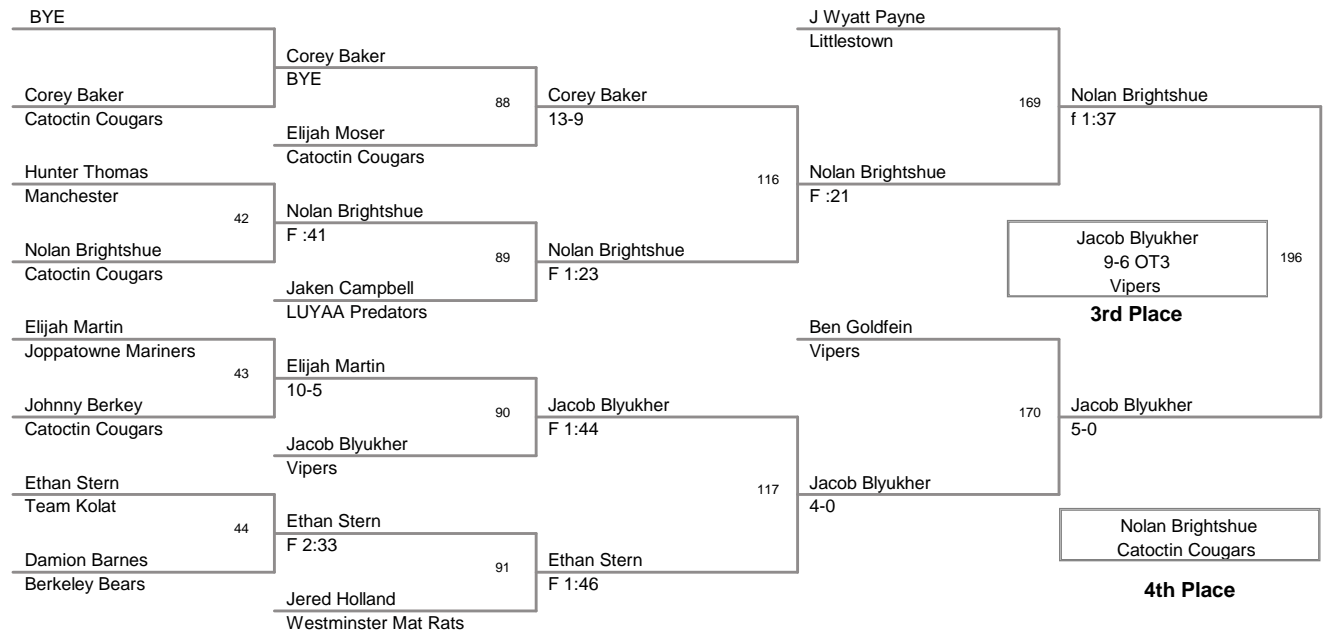 BYE
Corey Baker
Catoctin Cougars
Hunter Thomas
Manchester
42
Nolan Brightshue
Catoctin Cougars
Elijah Martin
Joppatowne Mariners
43
Johnny Berkey
Catoctin Cougars
Ethan Stern
Team Kolat
44
Damion Barnes
Berkeley Bears
Corey Baker
BYE
88
Elijah Moser
Catoctin Cougars
Nolan Brightshue
F :41
89
Jaken Campbell
LUYAA Predators
Elijah Martin
10-5
90
Jacob Blyukher
Vipers
Ethan Stern
F 2:33
91
Jered Holland
Westminster Mat Rats
Corey Baker
13-9
116
Nolan Brightshue
F 1:23
Jacob Blyukher
F 1:44
117
Ethan Stern
F 1:46
J Wyatt Payne
Littlestown
169
Nolan Brightshue
F :21
Ben Goldfein
Vipers
170
Jacob Blyukher
4-0
Nolan Brightshue
f 1:37
Jacob Blyukher
9-6 OT3
Vipers
196
3rd Place
Jacob Blyukher
5-0
Nolan Brightshue
Catoctin Cougars
4th Place